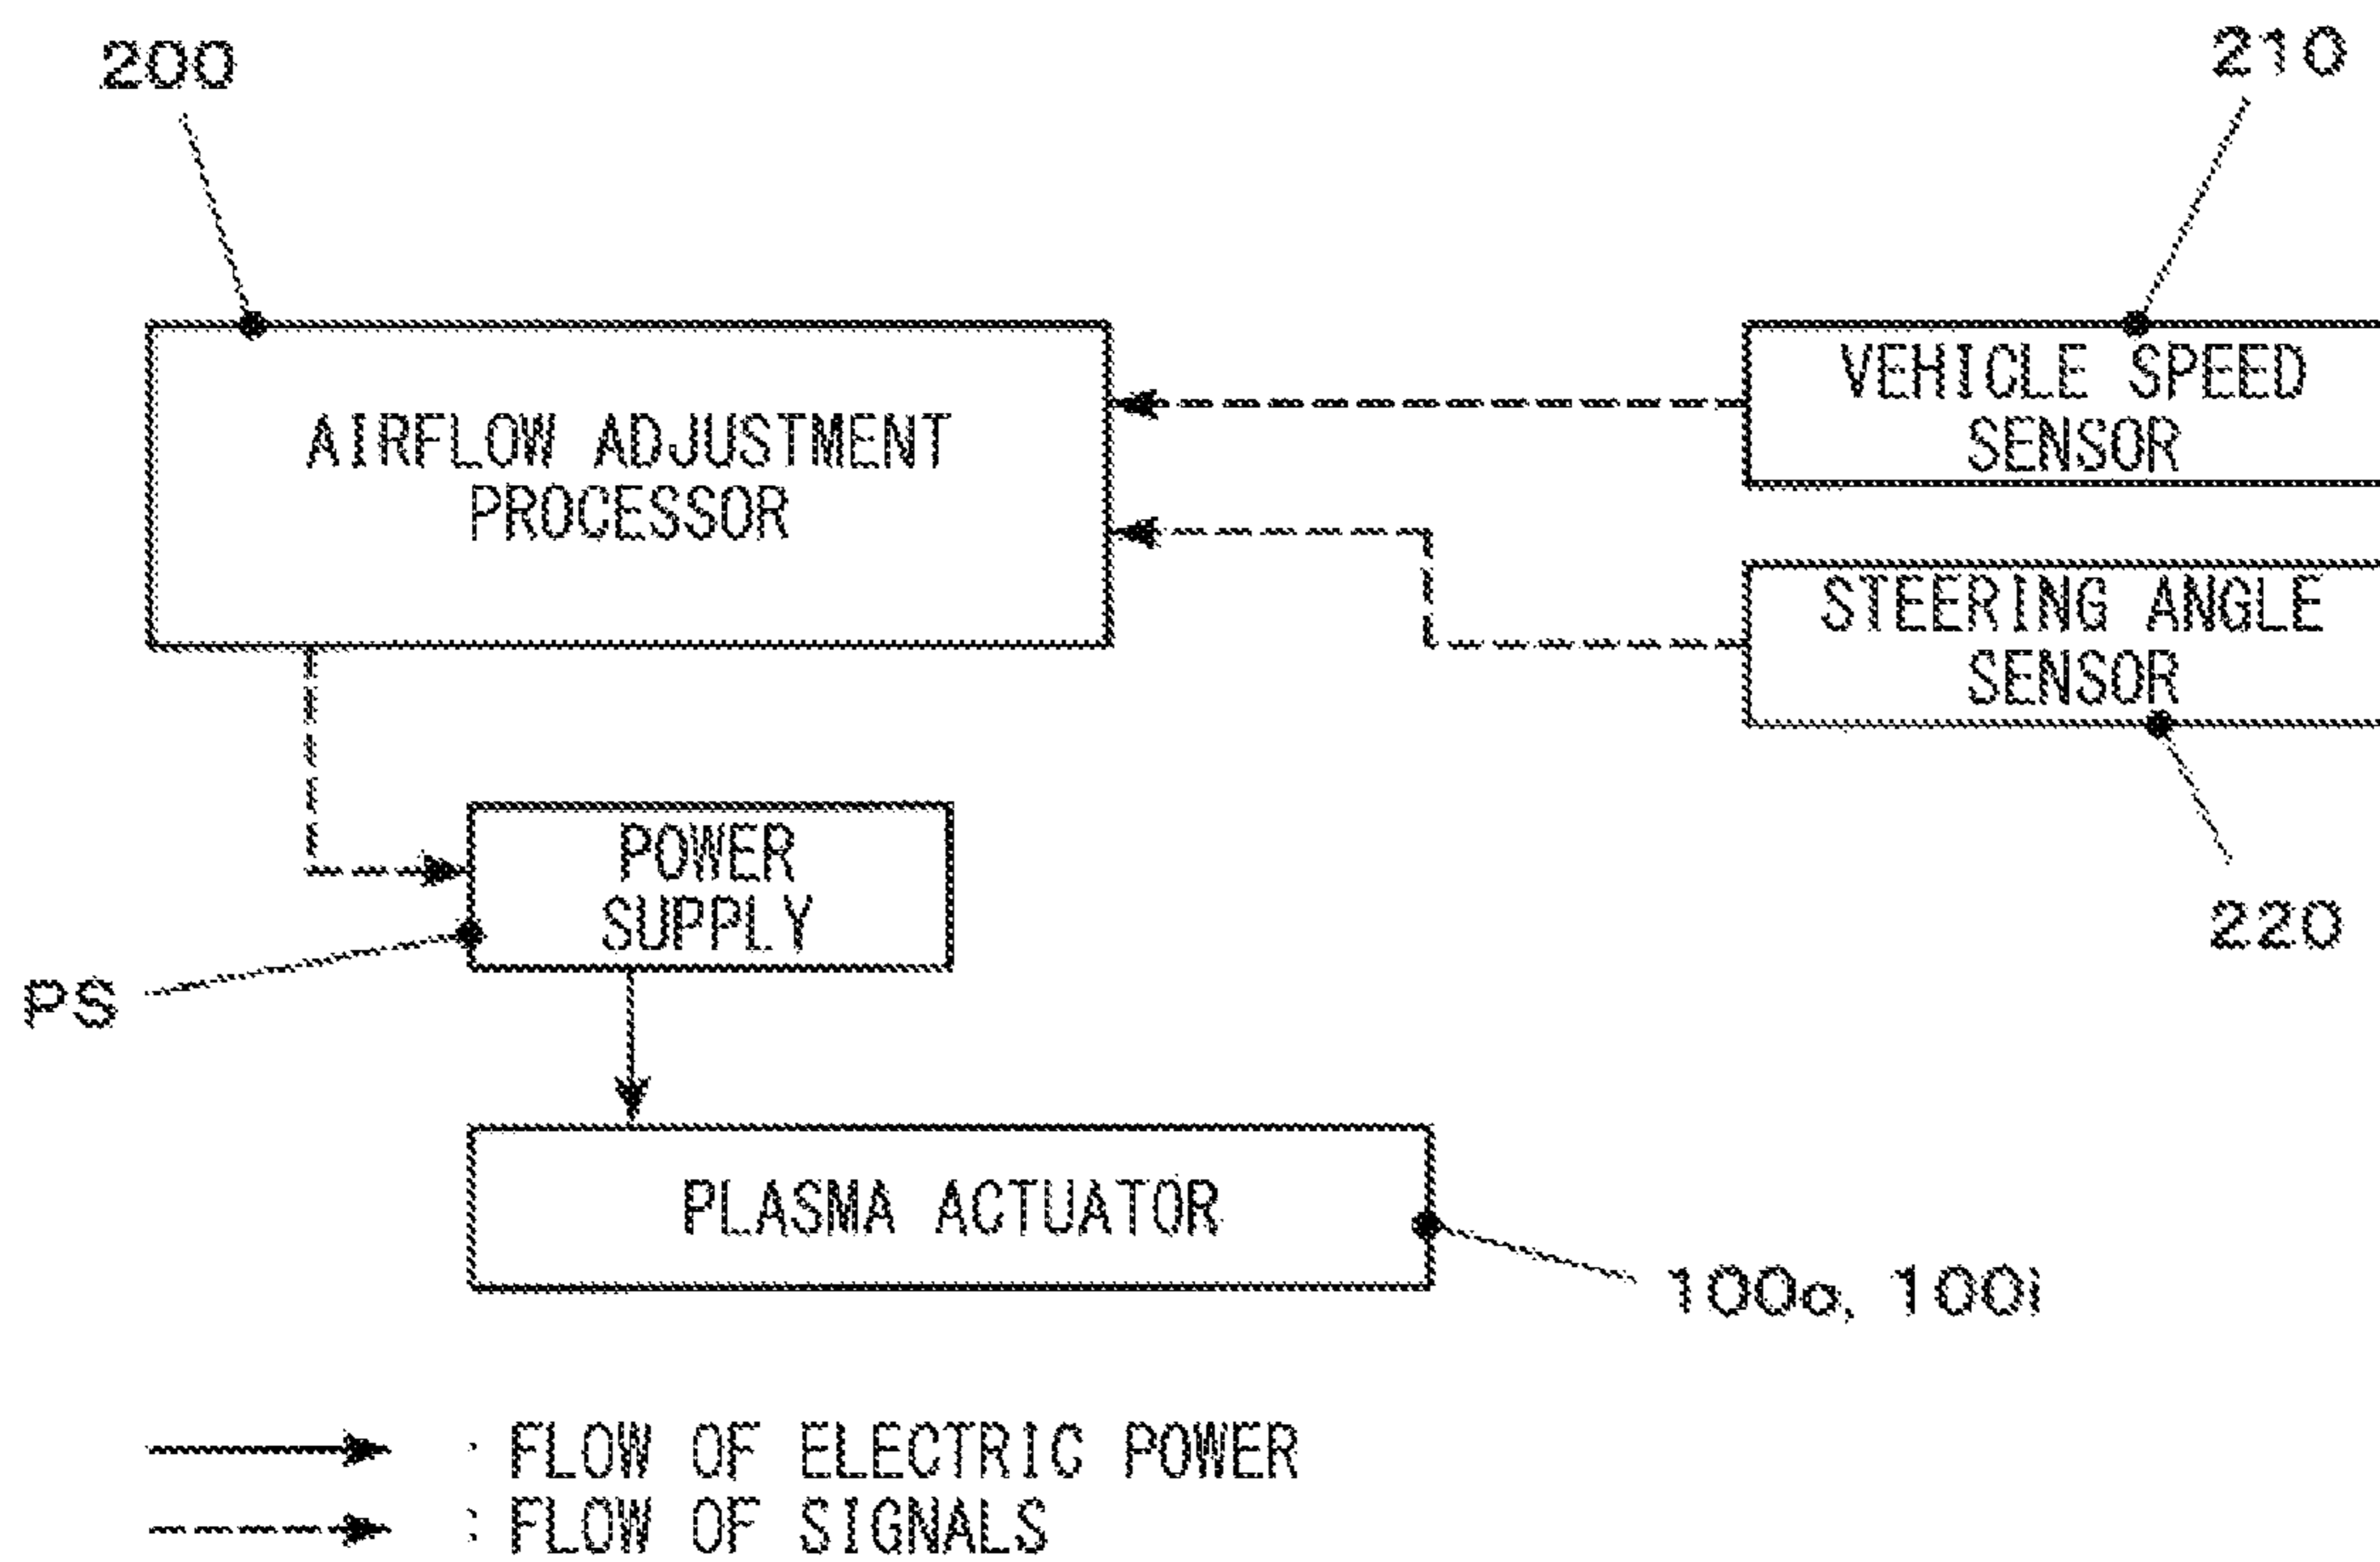 200
210
AIRFLOW ADJUSTMENT
PROCESSOR
VEHICLE SPEED
SENSOR
STEERING ANGLE
SENSOR
POWER
SUPPLY
220
PS
PLASMA ACTUATOR
100o, 100i
: FLOW OF ELECTRIC POWER
: FLOW OF SIGNALS